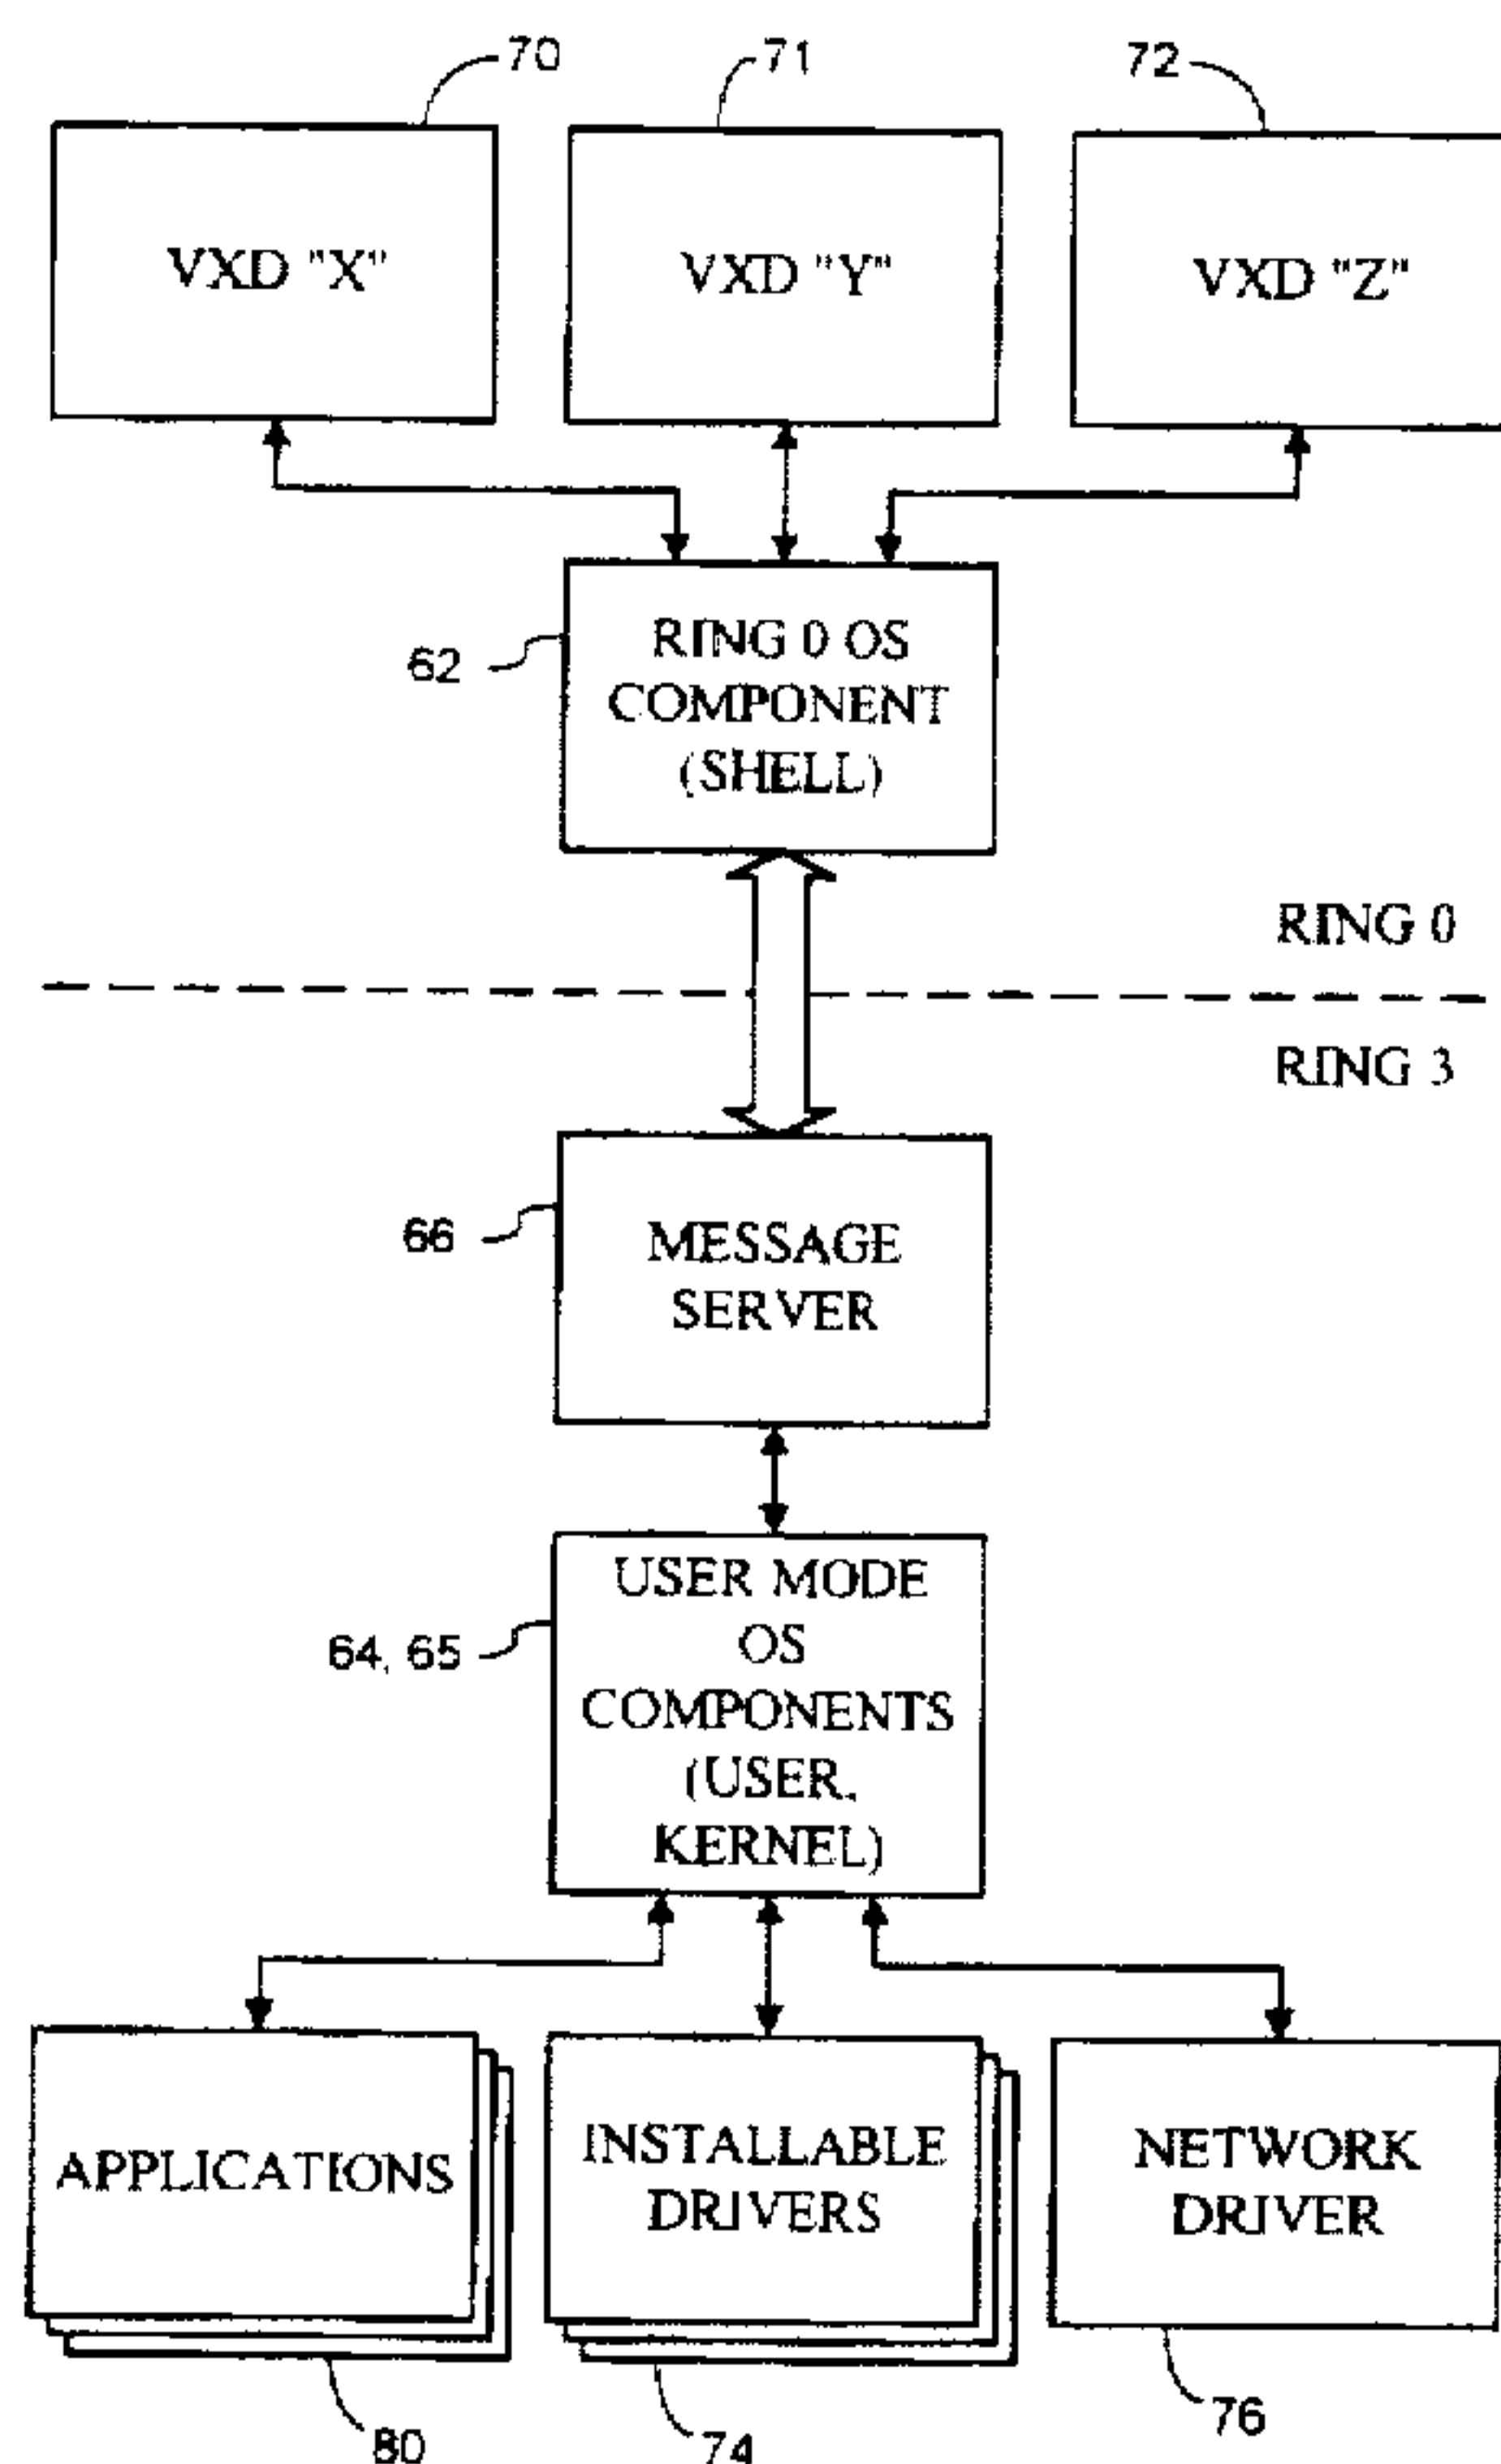 70
71
72
VXD "X"
VXD "Y"
VXD "Z"
62
RING 0 OS
COMPONENT
(SHELL)
RING 0
RING 3
66
MESSAGE
SERVER
64, 65
USER MODE
OS
COMPONENTS
(USER,
KERNEL)
APPLICATIONS
INSTALLABLE
DRIVERS
NETWORK
DRIVER
80
74
76